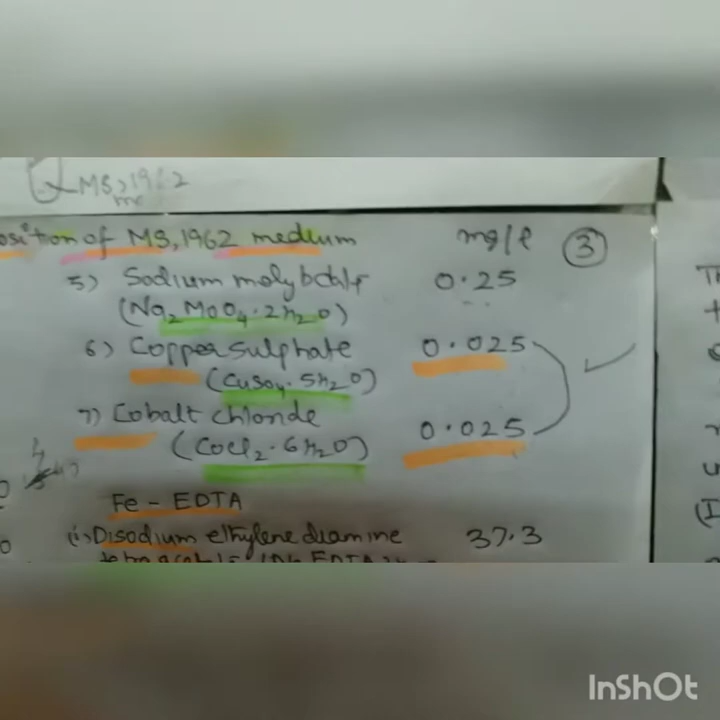 MS, 1962
osition of MS, 1962 medium mg/l 3
5) Sodium molybdate 0.25
(Na2MoO4·2H2O)
6) Copper sulphate 0.025
(CuSO4·5H2O)
7) Cobalt chloride 0.025
(CoCl2·6H2O)
Fe - EDTA
(i) Disodium ethylene diamine 37.3
InShOt